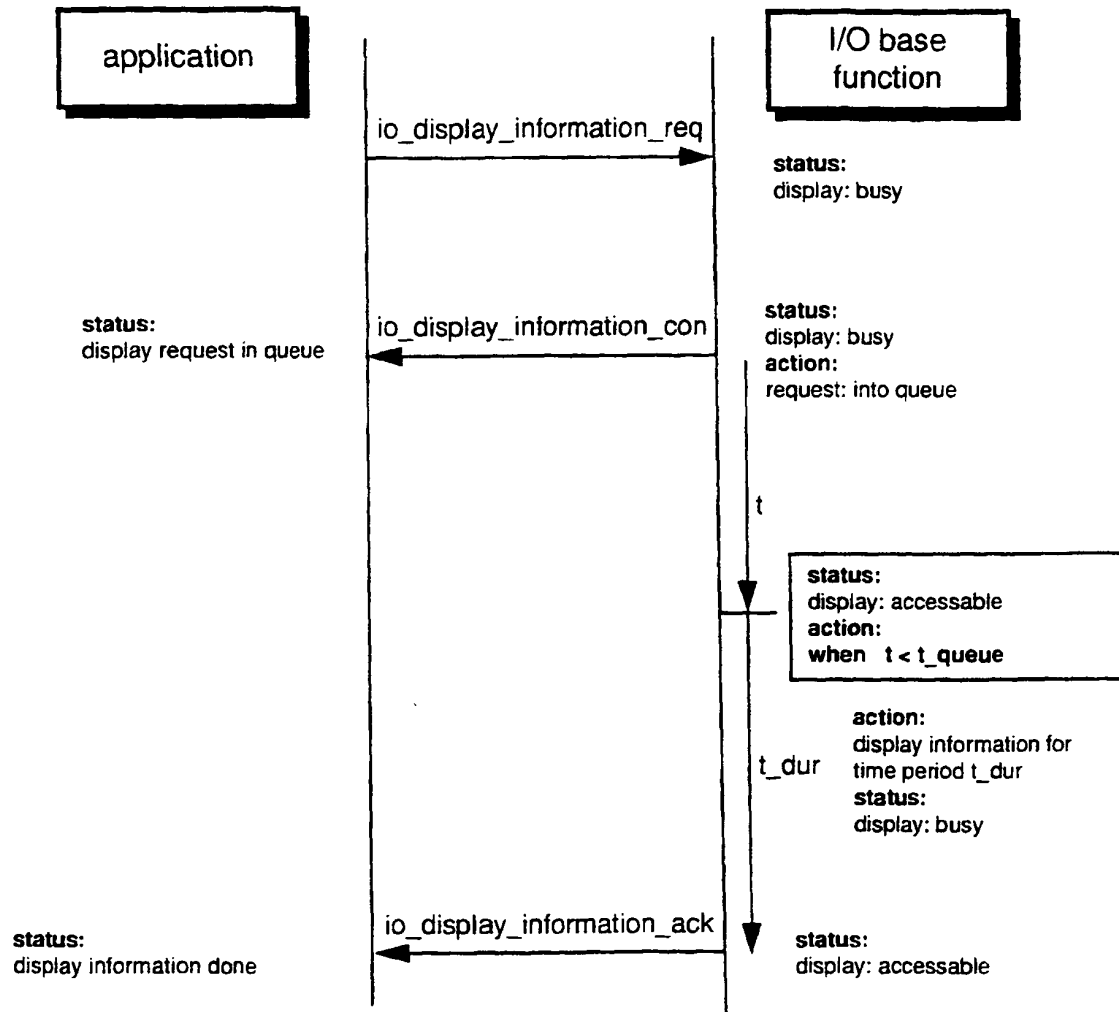 application
I/O base
function
io_display_information_req
status:
display: busy
status:
display request in queue
io_display_information_con
status:
display: busy
action:
request: into queue
t
status:
display: accessable
action:
when t < t_queue
t_dur
action:
display information for
time period t_dur
status:
display: busy
io_display_information_ack
status:
display information done
status:
display: accessable